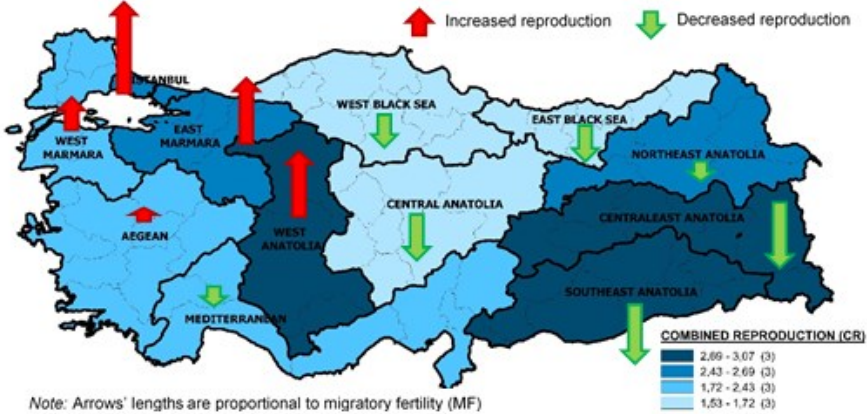 Increased reproduction
Decreased reproduction
ISTANBUL
WEST BLACK SEA
EAST BLACK SEA
WEST
MARMARA
EAST
MARMARA
NORTHEAST ANATOLIA
CENTRAL ANATOLIA
CENTRALEAST ANATOLIA
AEGEAN
WEST
ANATOLIA
SOUTHEAST ANATOLIA
MEDITERRANEAN
COMBINED REPRODUCTION (CR)
2,69 - 3,07 (3)
2,43 - 2,69 (3)
1,72 - 2,43 (3)
1,53 - 1,72 (3)
Note: Arrows' lengths are proportional to migratory fertility (MF)